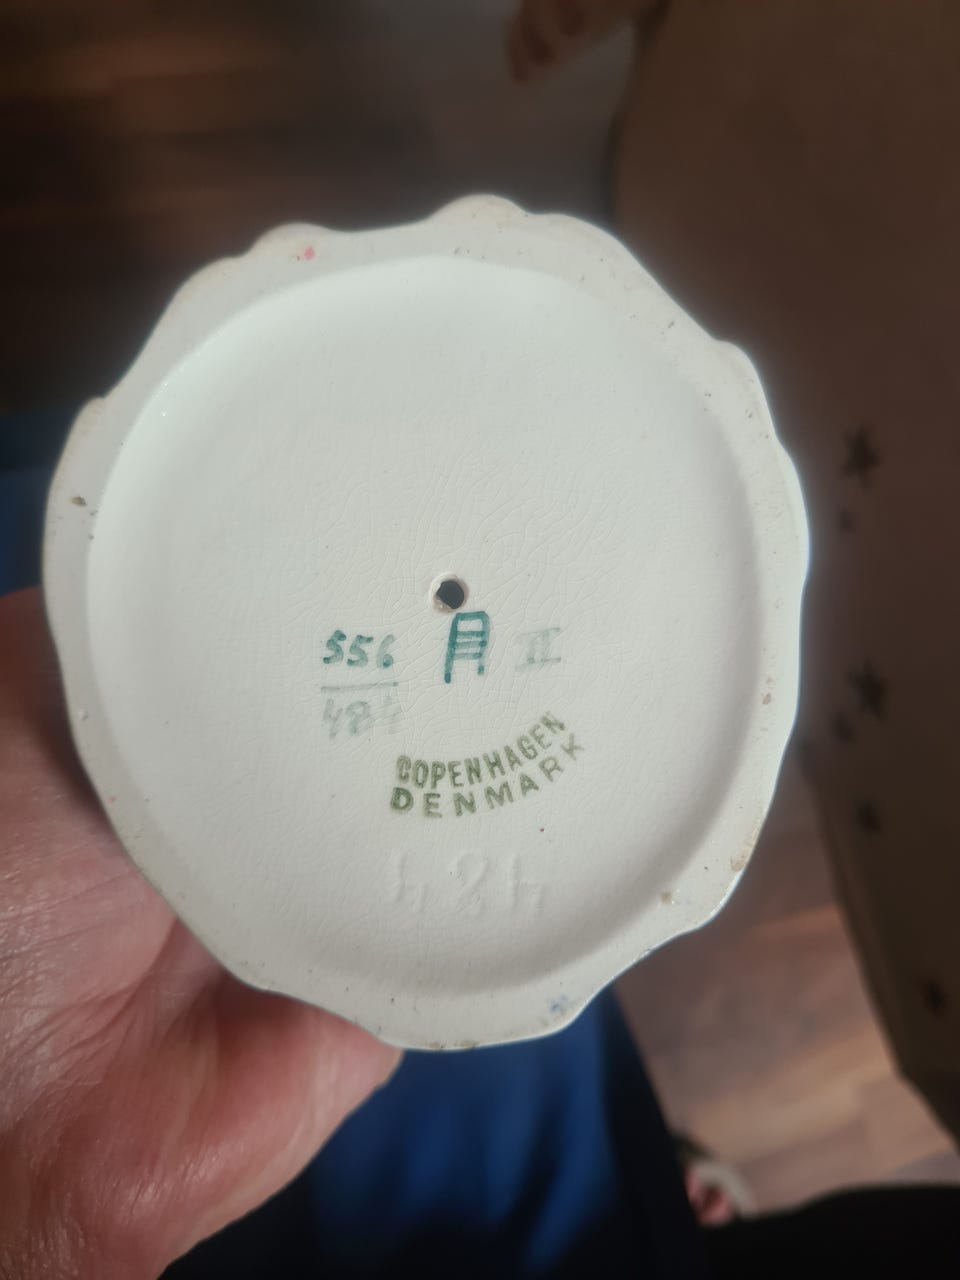 556 II
484
COPENHAGEN
DENMARK
484